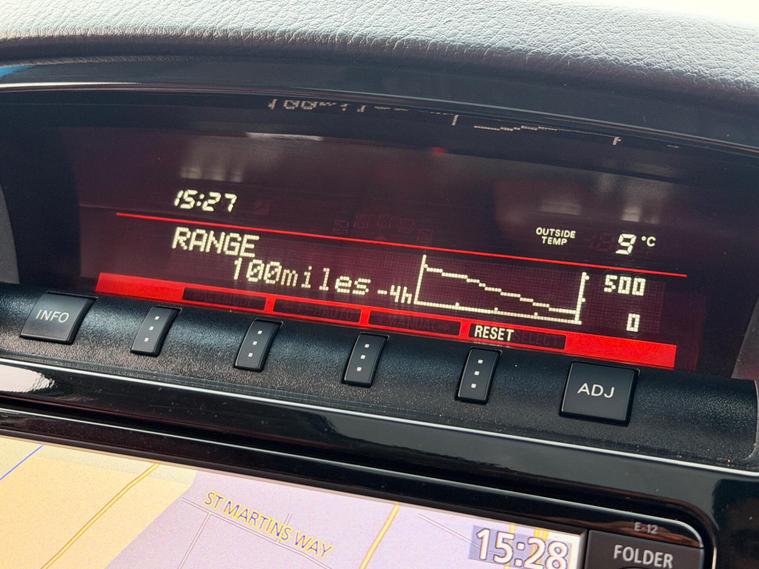 15:27
OUTSIDE
TEMP
9°C
RANGE
100miles
-4h
500
0
RESET
INFO
ADJ
ST MARTINS WAY
15:28
E-12
FOLDER